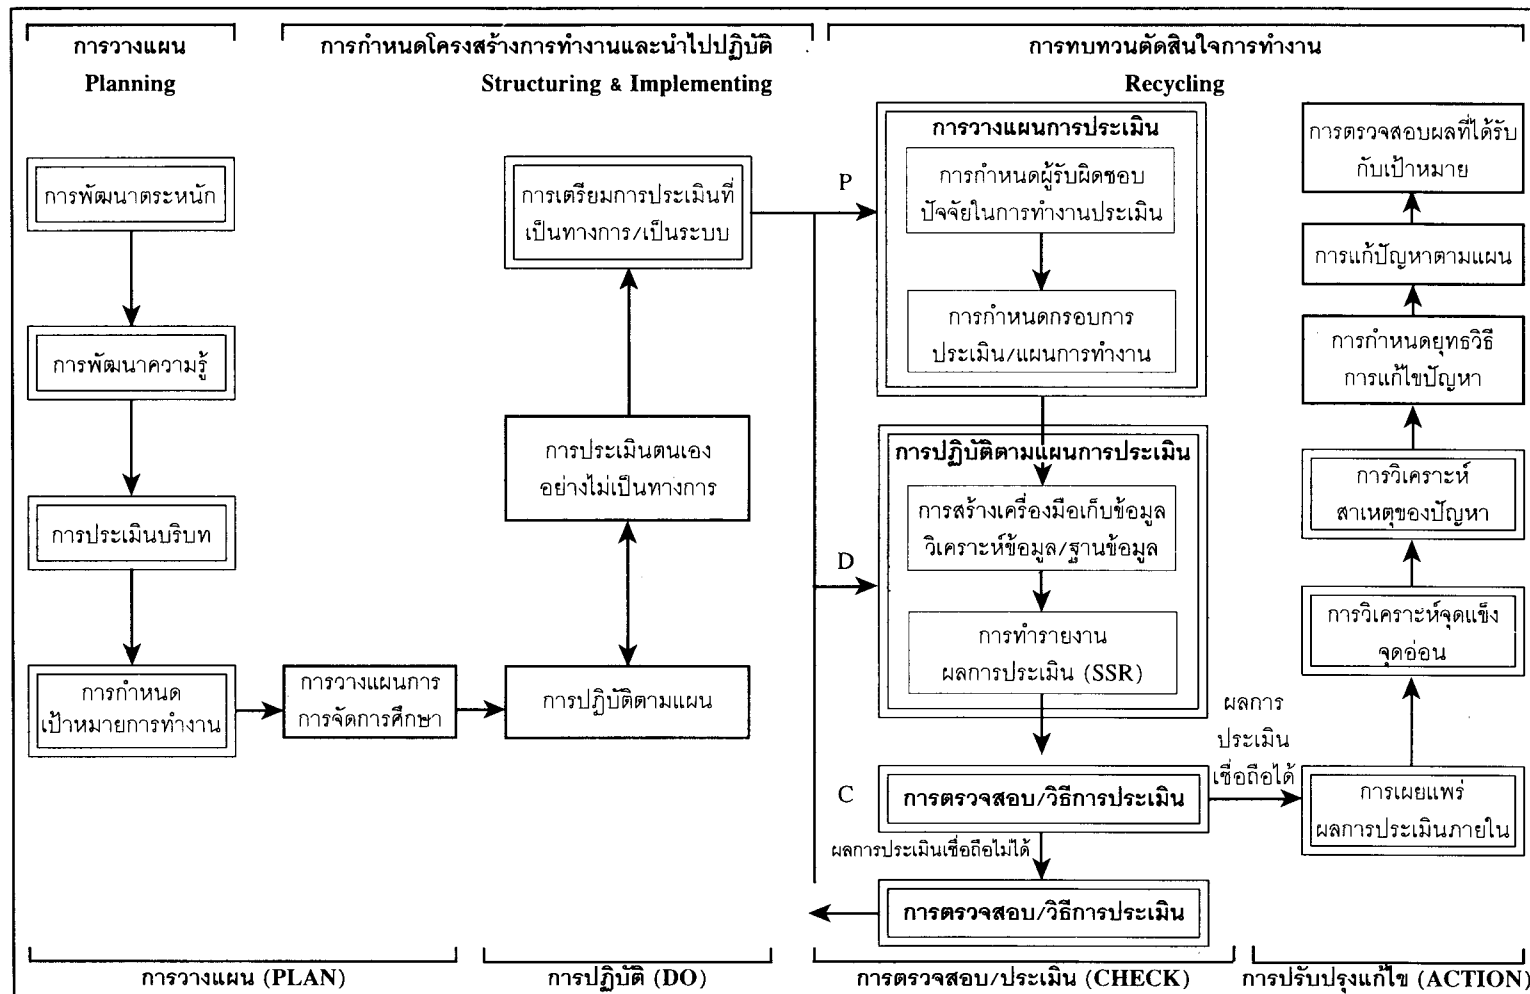 การวางแผน
Planning
การกำหนดโครงสร้างการทำงานและนำไปปฏิบัติ
Structuring & Implementing
การทบทวนตัดสินใจการทำงาน
Recycling
การพัฒนาตระหนัก
การพัฒนาความรู้
การประเมินบริบท
การกำหนด
เป้าหมายการทำงาน
การวางแผนการ
การจัดการศึกษา
การเตรียมการประเมินที่
เป็นทางการ/เป็นระบบ
การประเมินตนเอง
อย่างไม่เป็นทางการ
การปฏิบัติตามแผน
P
การวางแผนการประเมิน
การกำหนดผู้รับผิดชอบ
ปัจจัยในการทำงานประเมิน
การกำหนดกรอบการ
ประเมิน/แผนการทำงาน
D
การปฏิบัติตามแผนการประเมิน
การสร้างเครื่องมือเก็บข้อมูล
วิเคราะห์ข้อมูล/ฐานข้อมูล
การทำรายงาน
ผลการประเมิน (SSR)
C
การตรวจสอบ/วิธีการประเมิน
ผลการประเมินเชื่อถือไม่ได้
การตรวจสอบ/วิธีการประเมิน
ผลการ
ประเมิน
เชื่อถือได้
การตรวจสอบผลที่ได้รับ
กับเป้าหมาย
การแก้ปัญหาตามแผน
การกำหนดยุทธวิธี
การแก้ไขปัญหา
การวิเคราะห์
สาเหตุของปัญหา
การวิเคราะห์จุดแข็ง
จุดอ่อน
การเผยแพร่
ผลการประเมินภายใน
การวางแผน (PLAN)
การปฏิบัติ (DO)
การตรวจสอบ/ประเมิน (CHECK)
การปรับปรุงแก้ไข (ACTION)